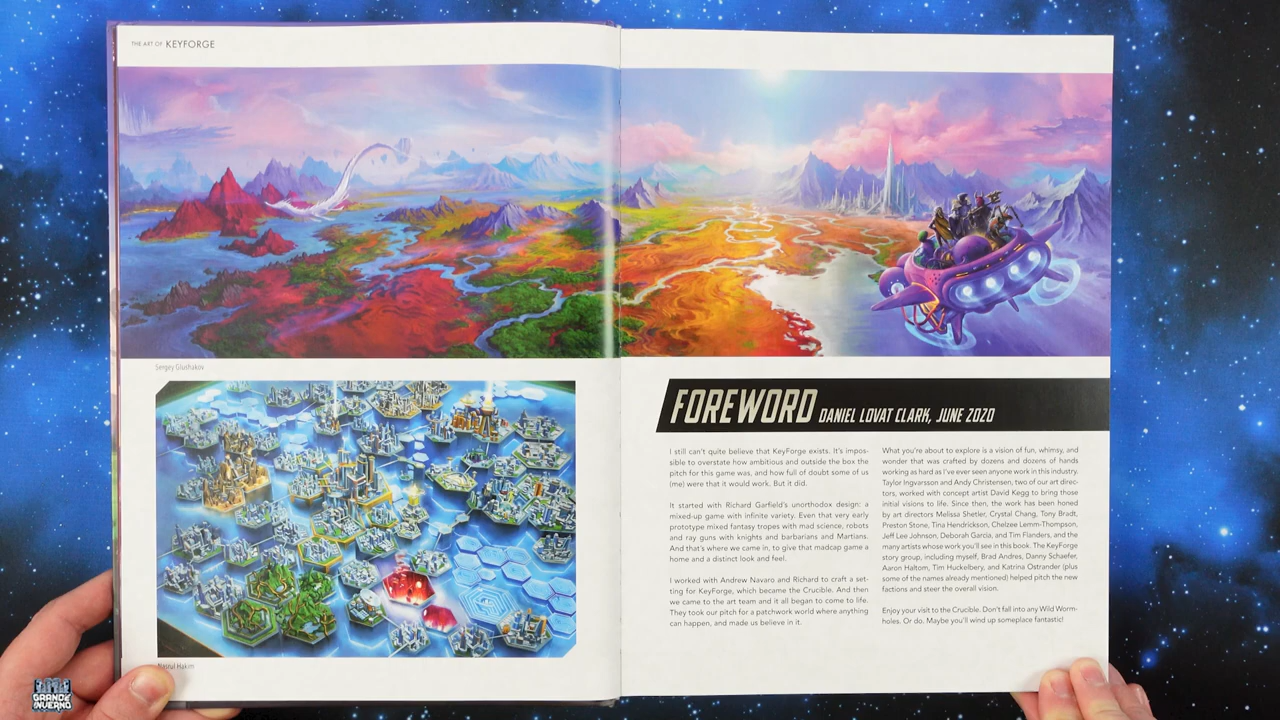 THE ART OF KEYFORGE
Sergey Glushakov
Nasrul Hakim
FOREWORD DANIEL LOVAT CLARK, JUNE 2020
I still can't quite believe that KeyForge exists. It's impos-
sible to overstate how ambitious and outside the box the
pitch for this game was, and how full of doubt some of us
(me) were that it would work. But it did.
It started with Richard Garfield's unorthodox design: a
mixed-up game with infinite variety. Even that very early
prototype mixed fantasy tropes with mad science, robots
and ray guns with knights and barbarians and Martians.
And that's where we came in, to give that madcap game a
home and a distinct look and feel.
I worked with Andrew Navaro and Richard to craft a set-
ting for KeyForge, which became the Crucible. And then
we came to the art team and it all began to come to life.
They took our pitch for a patchwork world where anything
can happen, and made us believe in it.
What you're about to explore is a vision of fun, whimsy, and
wonder that was crafted by dozens and dozens of hands
working as hard as I've ever seen anyone work in this industry.
Taylor Ingvarsson and Andy Christensen, two of our art direc-
tors, worked with concept artist David Kegg to bring those
initial visions to life. Since then, the work has been honed
by art directors Melissa Shetler, Crystal Chang, Tony Bradt,
Preston Stone, Tina Hendrickson, Chelzee Lemm-Thompson,
Jeff Lee Johnson, Deborah Garcia, and Tim Flanders, and the
many artists whose work you'll see in this book. The KeyForge
story group, including myself, Brad Andres, Danny Schaefer,
Aaron Haltom, Tim Huckelbery, and Katrina Ostrander (plus
some of the names already mentioned) helped pitch the new
factions and steer the overall vision.
Enjoy your visit to the Crucible. Don't fall into any Wild Worm-
holes. Or do. Maybe you'll wind up someplace fantastic!
GRANDE
INVERNO